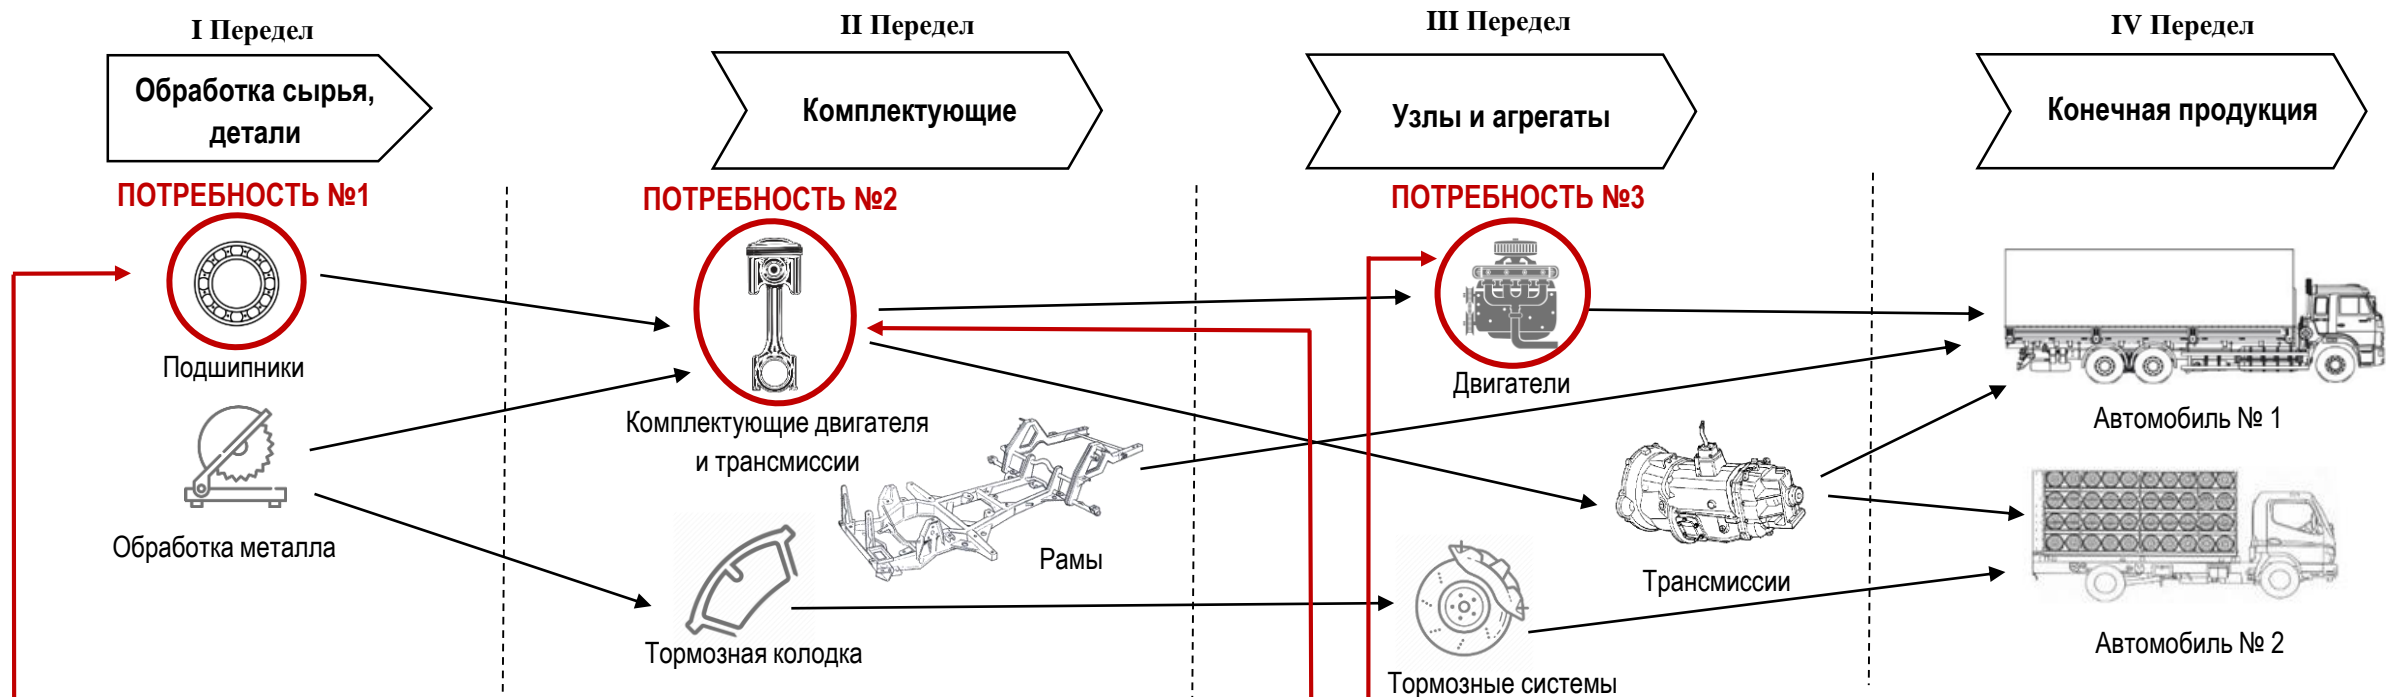 I Передел
II Передел
III Передел
IV Передел
Обработка сырья,
детали
Комплектующие
Узлы и агрегаты
Конечная продукция
ПОТРЕБНОСТЬ №1
ПОТРЕБНОСТЬ №2
ПОТРЕБНОСТЬ №3
Подшипники
Двигатели
Комплектующие двигателя
и трансмиссии
Автомобиль № 1
Обработка металла
Рамы
Трансмиссии
Тормозная колодка
Автомобиль № 2
Тормозные системы